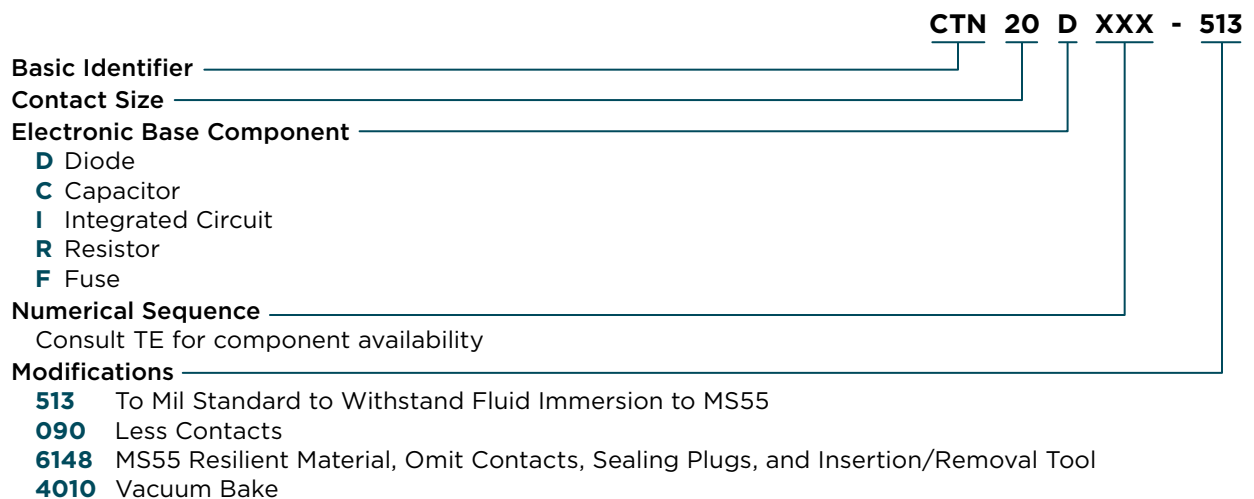 CTN 20 D XXX - 513
Basic Identifier
Contact Size
Electronic Base Component
D Diode
C Capacitor
I Integrated Circuit
R Resistor
F Fuse
Numerical Sequence
Consult TE for component availability
Modifications
513 To Mil Standard to Withstand Fluid Immersion to MS55
090 Less Contacts
6148 MS55 Resilient Material, Omit Contacts, Sealing Plugs, and Insertion/Removal Tool
4010 Vacuum Bake